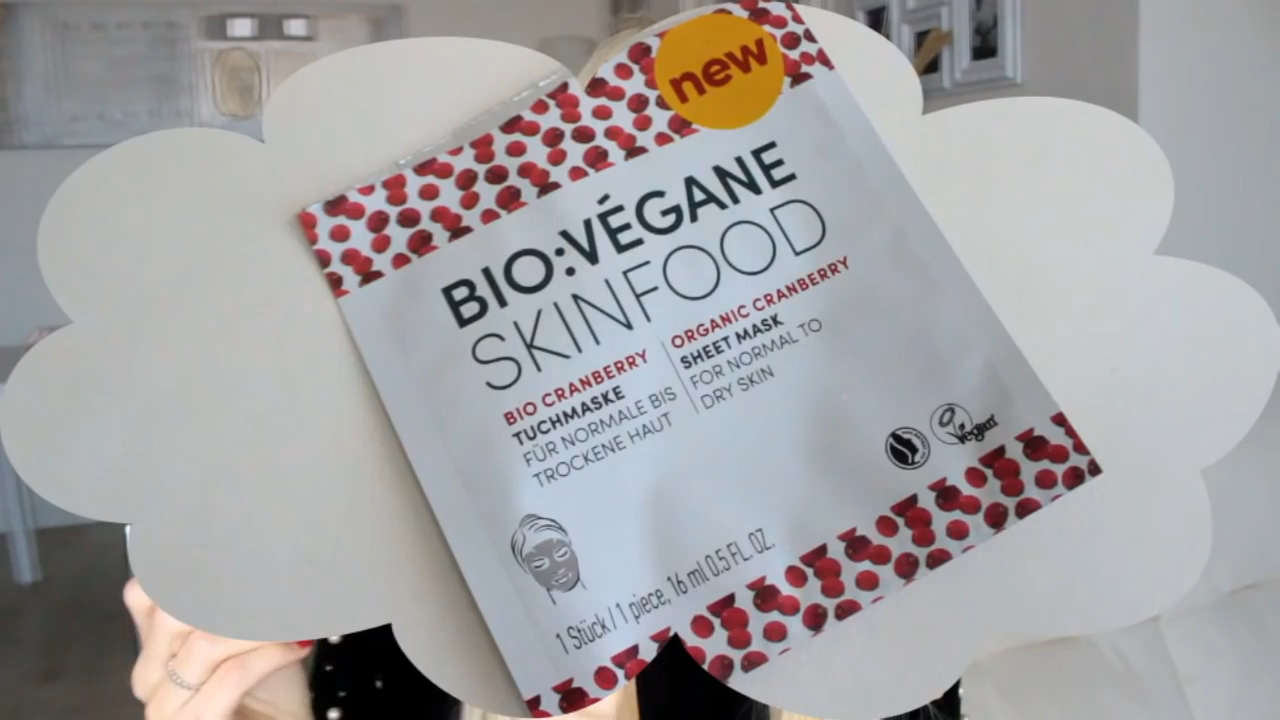 new
BIO:VÉGANE
SKINFOOD
BIO CRANBERRY
TUCHMASKE
FÜR NORMALE BIS
TROCKENE HAUT
ORGANIC CRANBERRY
SHEET MASK
FOR NORMAL TO
DRY SKIN
Vegan
1 Stück / 1 piece, 16 ml 0.5 FL. OZ.